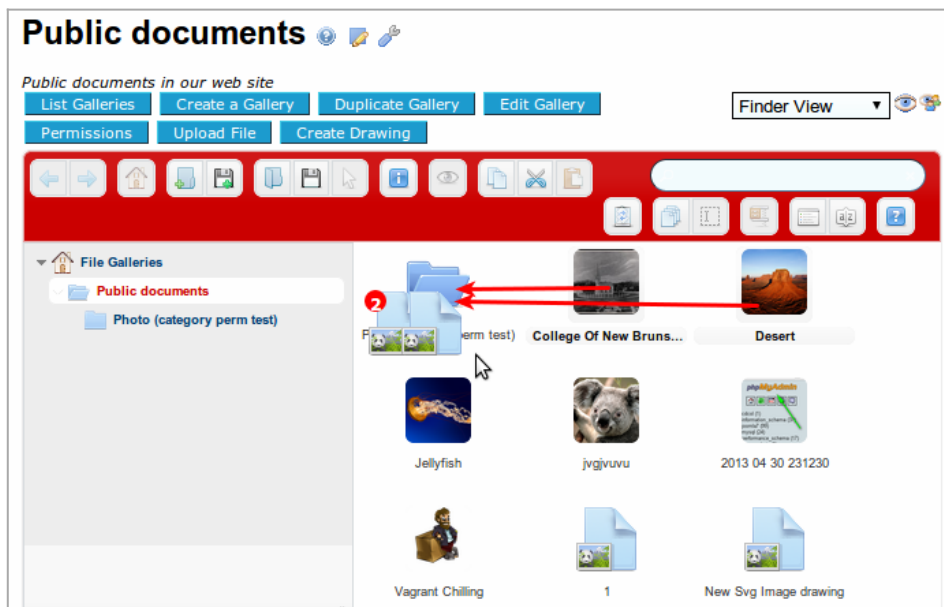 Public documents
Public documents in our web site
List Galleries Create a Gallery Duplicate Gallery Edit Gallery
Finder View
Permissions Upload File Create Drawing
File Galleries
Public documents
Photo (category perm test)
2
P erm test)
College Of New Bruns...
Desert
Jellyfish
jvgjvuvu
2013 04 30 231230
Vagrant Chilling
1
New Svg Image drawing